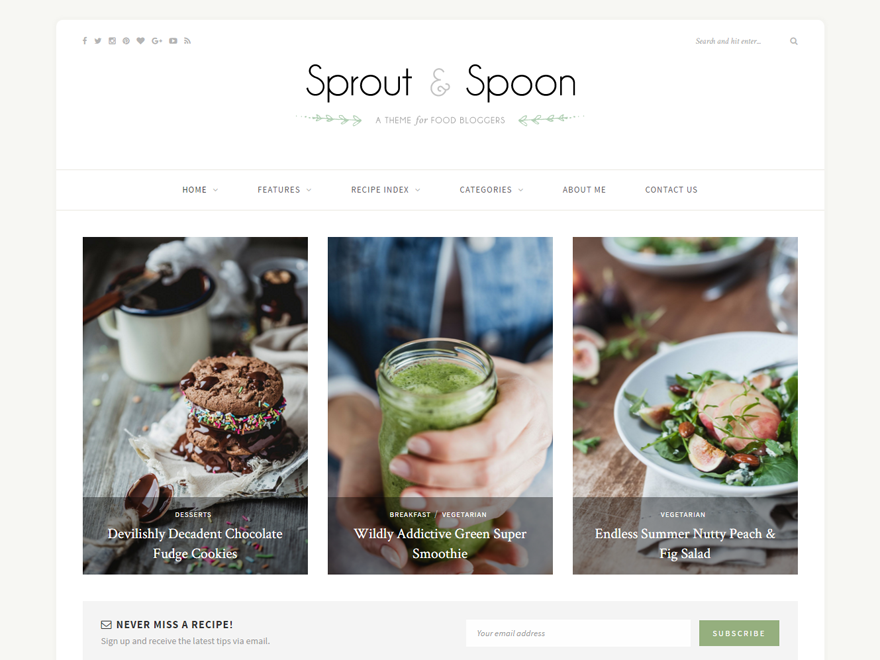 Search and hit enter...
Sprout & Spoon
A THEME for FOOD BLOGGERS
HOME FEATURES RECIPE INDEX CATEGORIES ABOUT ME CONTACT US
DESSERTS
Devilishly Decadent Chocolate
Fudge Cookies
BREAKFAST / VEGETARIAN
Wildly Addictive Green Super
Smoothie
VEGETARIAN
Endless Summer Nutty Peach &
Fig Salad
NEVER MISS A RECIPE!
Sign up and receive the latest tips via email.
Your email address
SUBSCRIBE